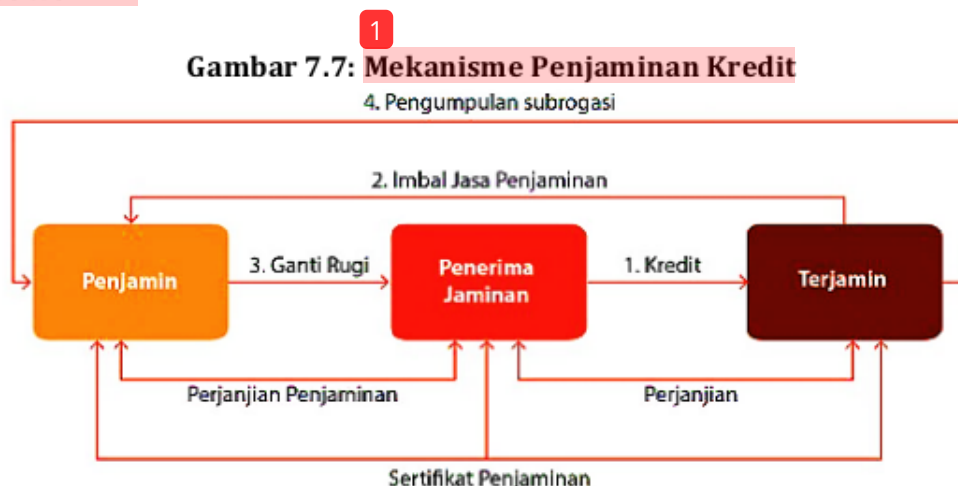 1
Gambar 7.7: Mekanisme Penjaminan Kredit
4. Pengumpulan subrogasi
2. Imbal Jasa Penjaminan
Penjamin
3. Ganti Rugi
Penerima
Jaminan
1. Kredit
Terjamin
Perjanjian Penjaminan
Perjanjian
Sertifikat Penjaminan